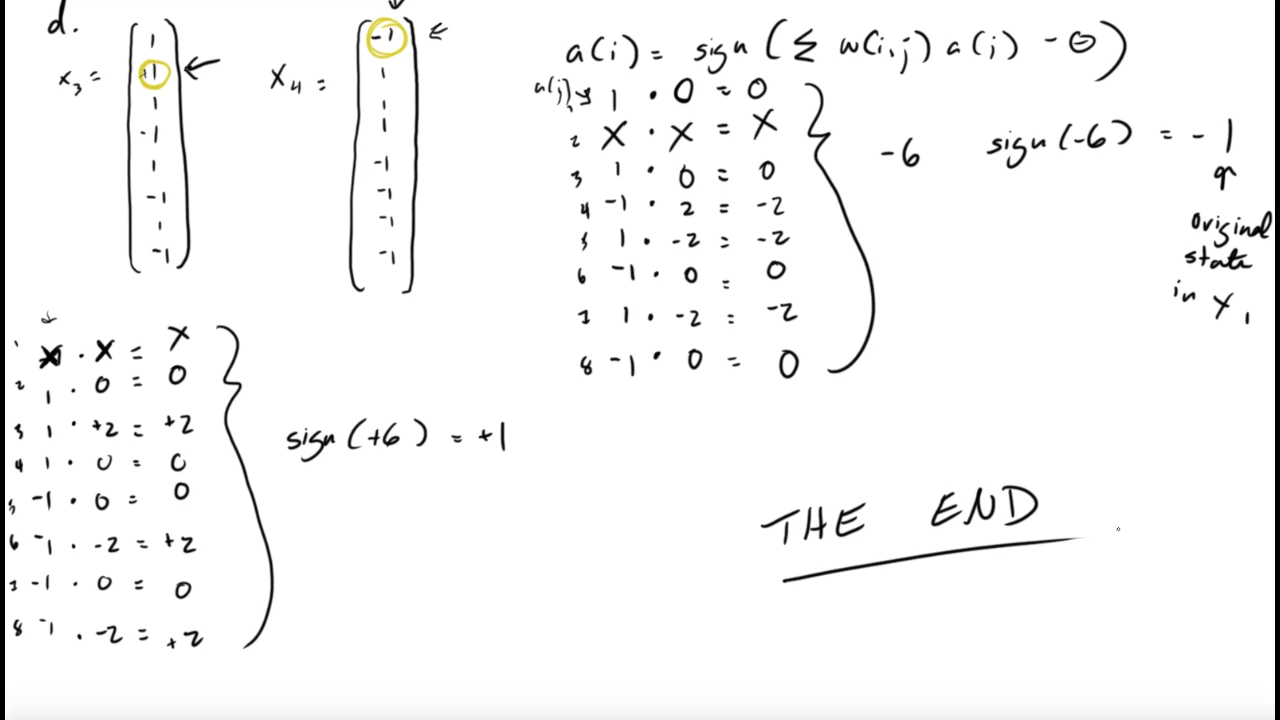 d.
x₃ =
1
+1
1
-1
1
-1
1
-1
X₄ =
-1
1
1
1
-1
-1
-1
-1
a(i) = sign (Σ w(i,j) a(j) - Θ)
a(j),
1 · 0 = 0
2 X · X = X
3 1 · 0 = 0
4 -1 · 2 = -2
5 1 · -2 = -2
6 -1 · 0 = 0
7 1 · -2 = -2
8 -1 · 0 = 0
-6 sign(-6) = -1
original
state
in X₁
1 X · X = X
2 1 · 0 = 0
3 1 · +2 = +2
4 1 · 0 = 0
5 -1 · 0 = 0
6 -1 · -2 = +2
7 -1 · 0 = 0
8 -1 · -2 = +2
sign(+6) = +1
THE END